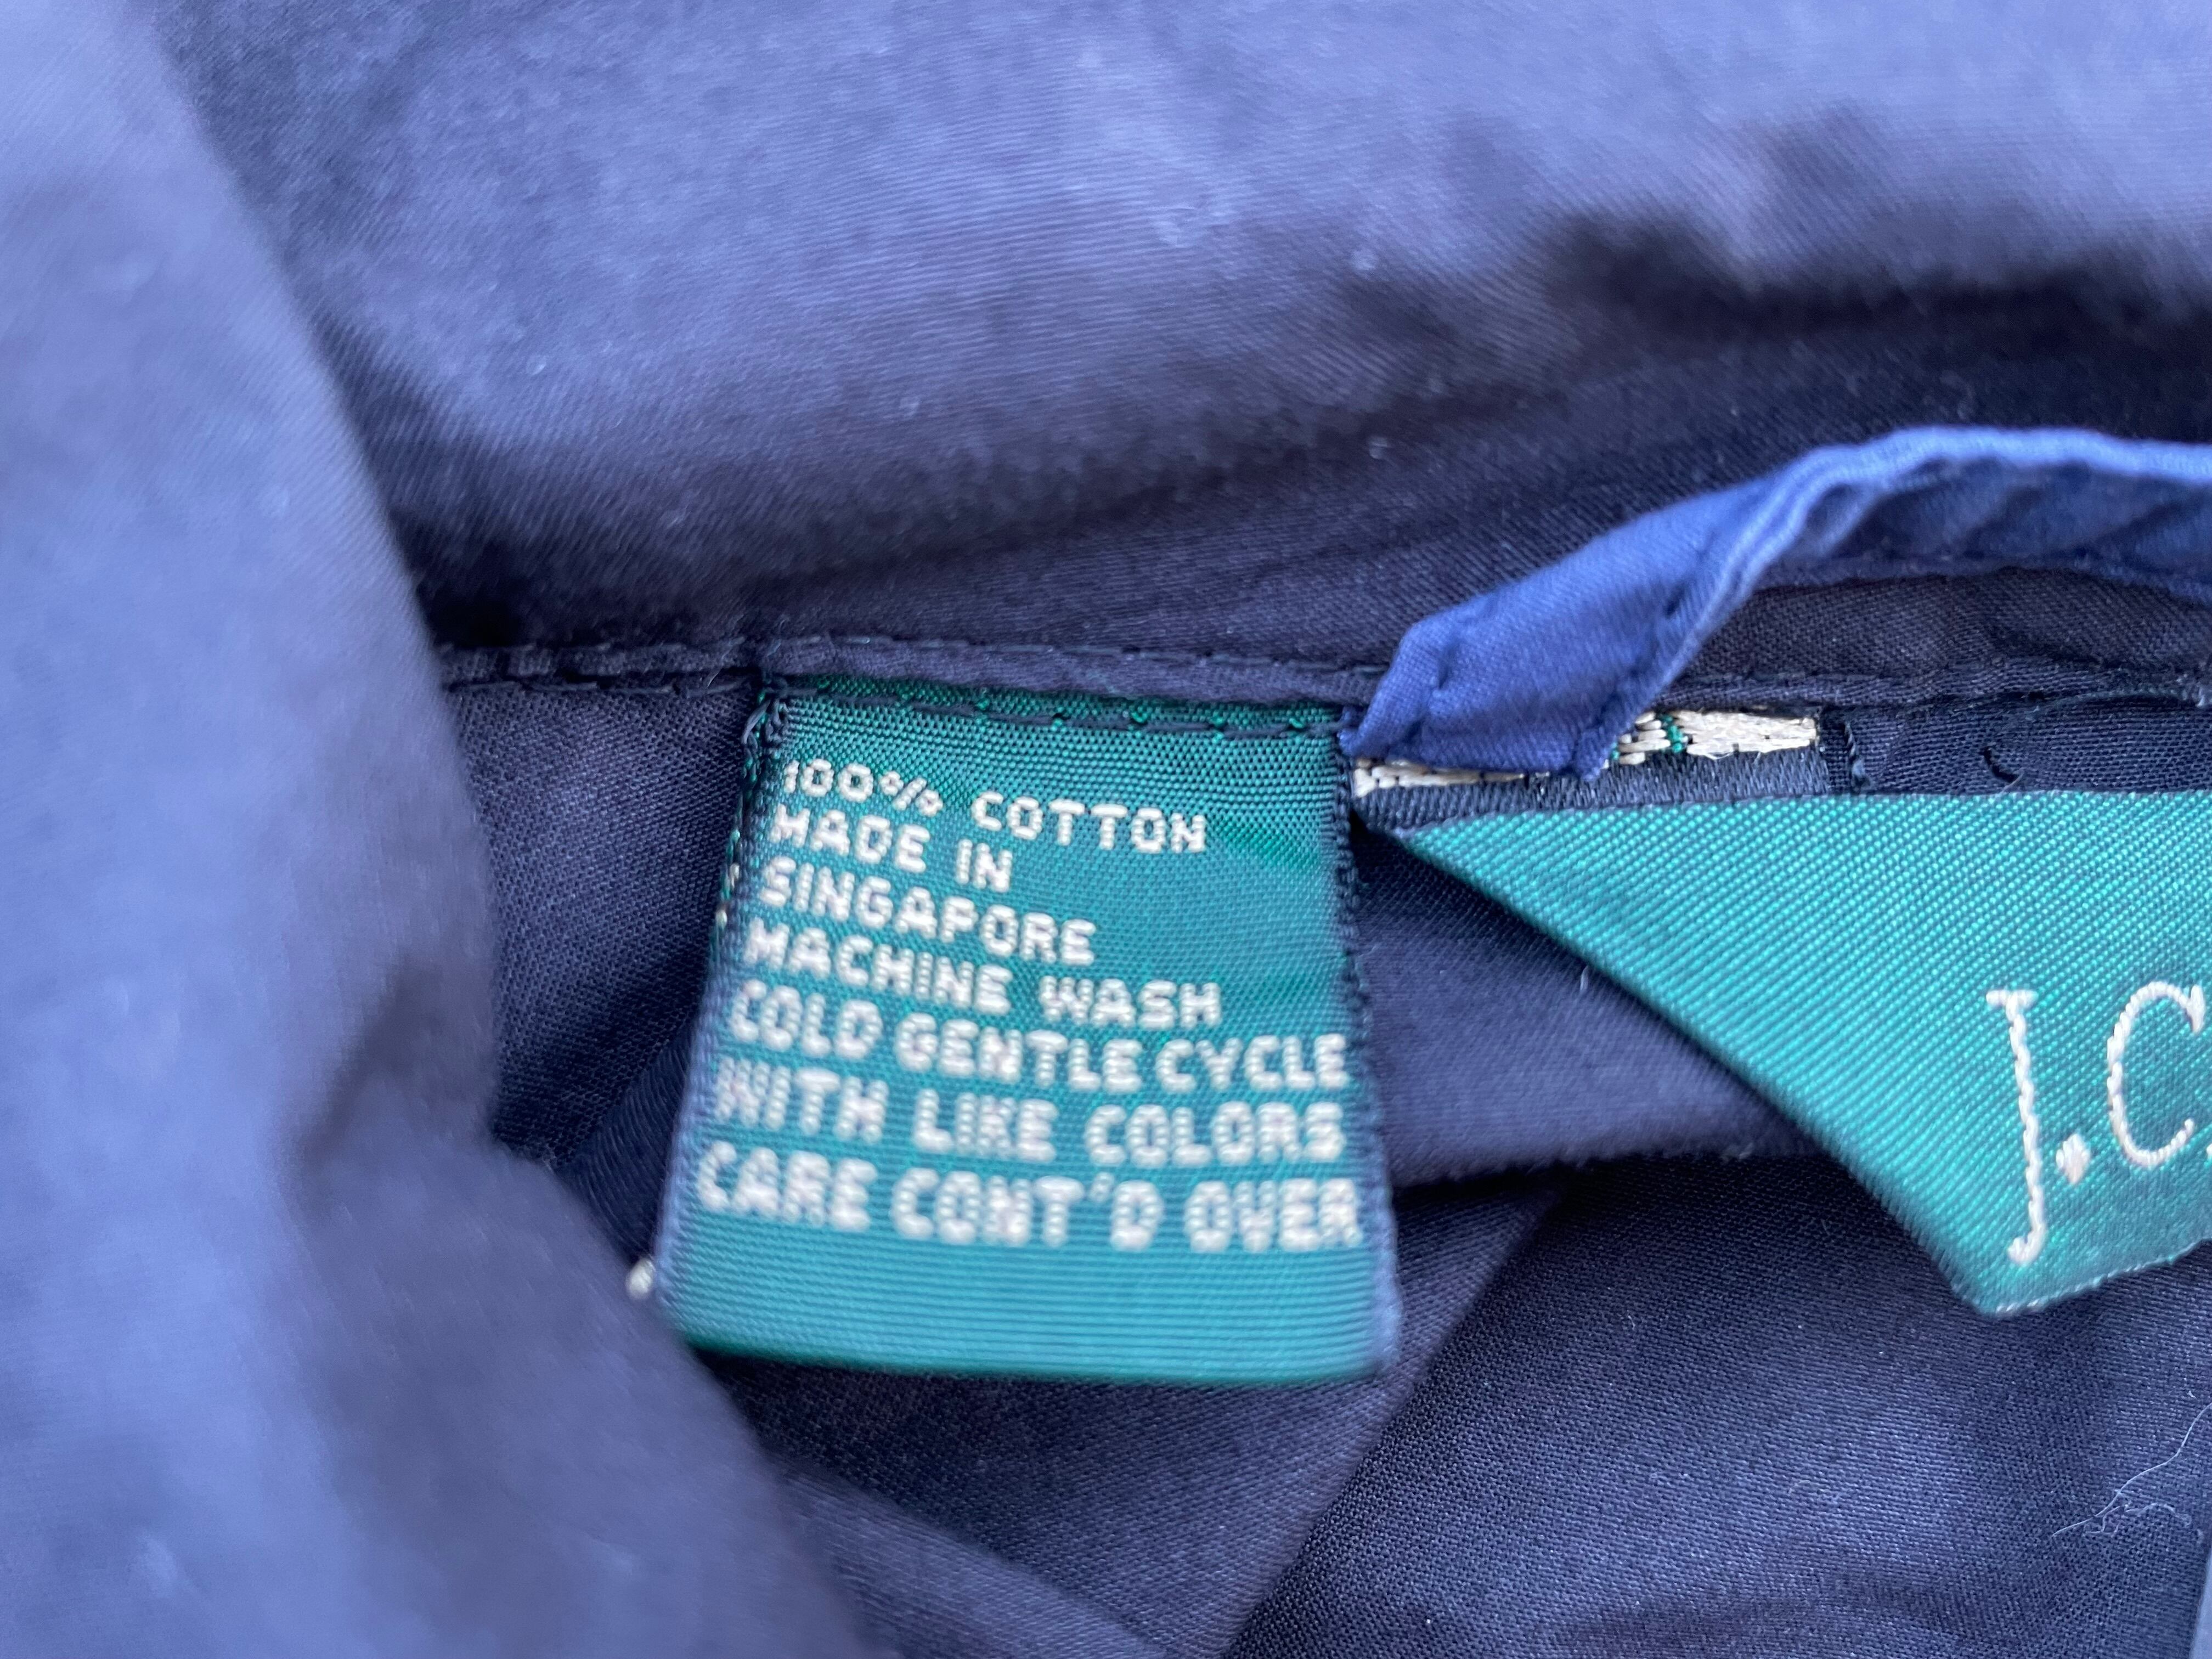 100% COTTON
MADE IN
SINGAPORE
MACHINE WASH
COLD GENTLE CYCLE
WITH LIKE COLORS
CARE CONT'D OVER
J.C